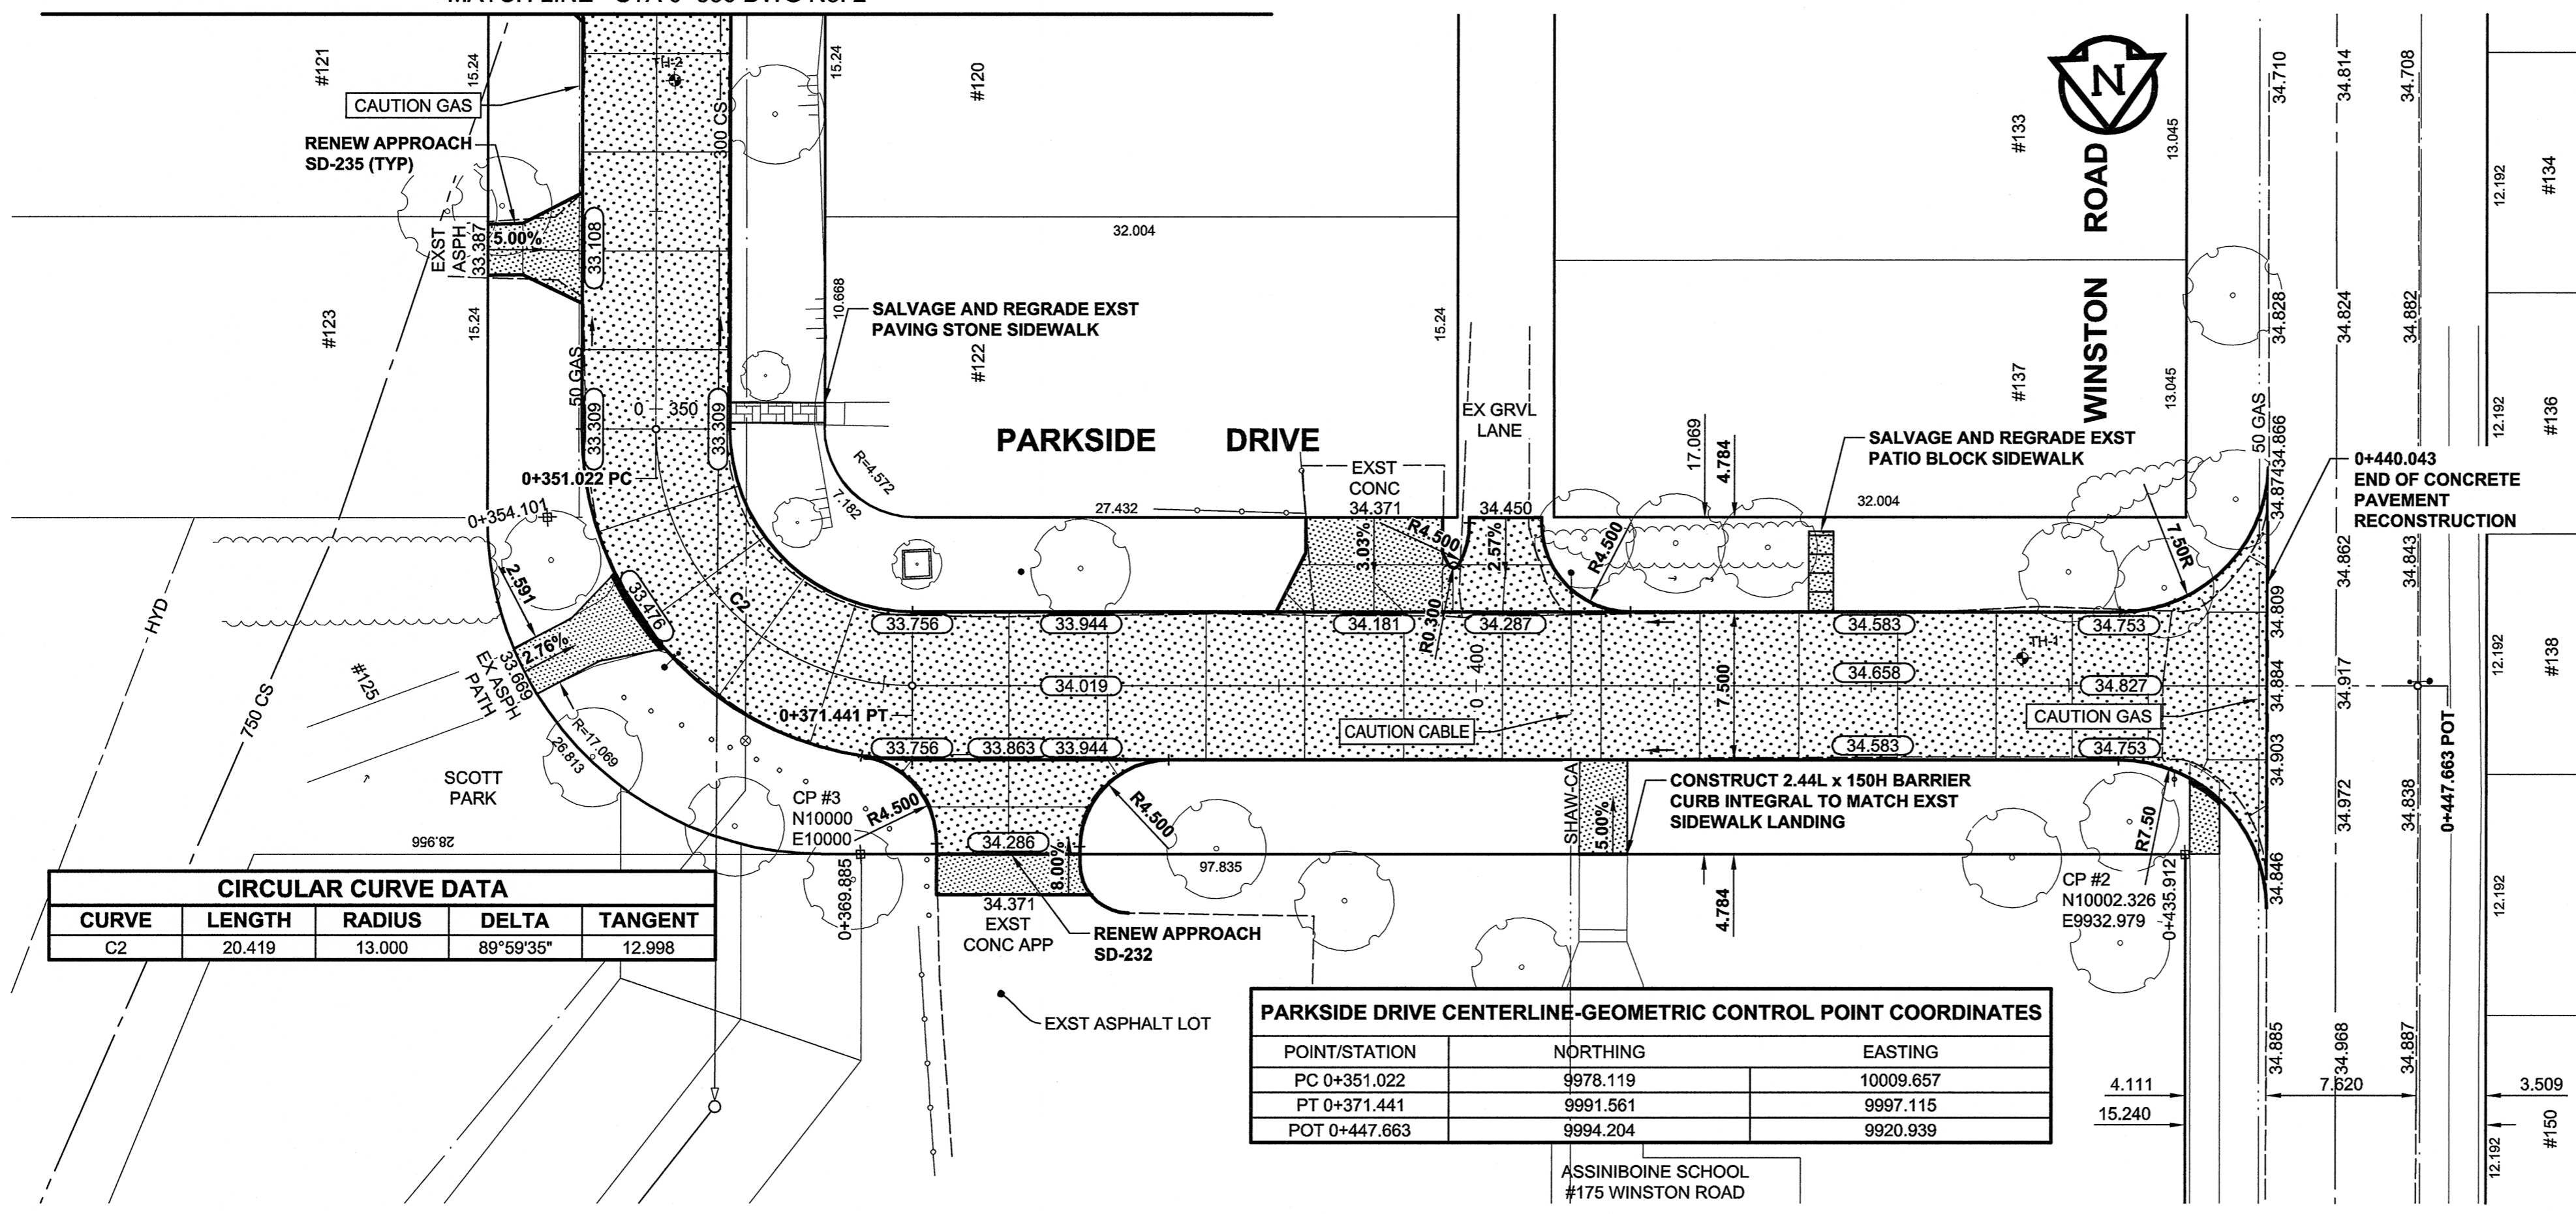 #121
15.24
CAUTION GAS
RENEW APPROACH
SD-235 (TYP)
TH-2
300 CS
15.24
#120
#133
N
WINSTON ROAD
13.045
34.710
34.814
34.708
12.192
#134
EXST
ASPH
33.387
5.00%
33.108
32.004
#123
15.24
50 GAS
10.668
SALVAGE AND REGRADE EXST
PAVING STONE SIDEWALK
#122
15.24
#137
13.045
34.828
34.824
34.882
12.192
#136
0 350
33.309
33.309
0+351.022 PC
0+354.101
R=4.572
7.182
PARKSIDE DRIVE
27.432
EXST
CONC
34.371
EX GRVL
LANE
34.450
17.069
4.784
SALVAGE AND REGRADE EXST
PATIO BLOCK SIDEWALK
32.004
50 GAS
34.866
34.874
0+440.043
END OF CONCRETE
PAVEMENT
RECONSTRUCTION
HYD
750 CS
2.591
33.476
C2
2.76%
33.669
EX ASPH
PATH
#125
R=17.069
26.813
SCOTT
PARK
28.956
3.03%
R4.500
2.57%
R4.500
R0.300
7.50R
34.862
34.843
34.809
33.756
33.944
34.181
34.287
34.583
34.753
TH-1
12.192
#138
34.019
0 400
7.500
34.658
34.827
34.884
34.917
0+371.441 PT
CAUTION CABLE
CAUTION GAS
33.756
33.863
33.944
34.583
34.753
34.903
34.972
34.838
0+447.663 POT
CP #3
N10000
E10000
0+369.885
R4.500
R4.500
34.286
8.00%
97.835
34.371
EXST
CONC APP
RENEW APPROACH
SD-232
SHAW-CA
5.00%
CONSTRUCT 2.44L x 150H BARRIER
CURB INTEGRAL TO MATCH EXST
SIDEWALK LANDING
4.784
R7.50
CP #2
N10002.326
E9932.979
0+435.912
34.846
12.192
CIRCULAR CURVE DATA
CURVE LENGTH RADIUS DELTA TANGENT
C2 20.419 13.000 89°59'35" 12.998
EXST ASPHALT LOT
PARKSIDE DRIVE CENTERLINE-GEOMETRIC CONTROL POINT COORDINATES
POINT/STATION NORTHING EASTING
PC 0+351.022 9978.119 10009.657
PT 0+371.441 9991.561 9997.115
POT 0+447.663 9994.204 9920.939
34.885
34.968
34.887
4.111
7.620
3.509
15.240
12.192
#150
ASSINIBOINE SCHOOL
#175 WINSTON ROAD